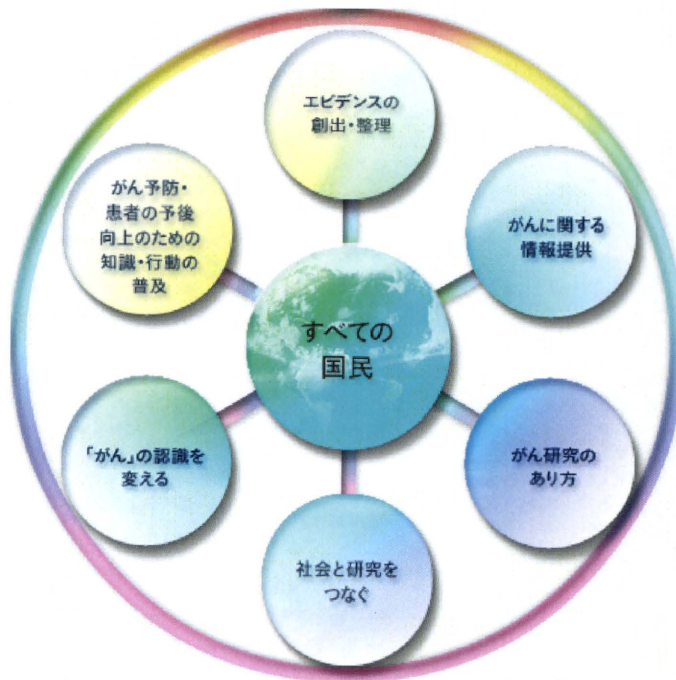 エビデンスの
創出・整理
がんに関する
情報提供
がん研究の
あり方
社会と研究を
つなぐ
「がん」の認識を
変える
がん予防・
患者の予後
向上のための
知識・行動の
普及
すべての
国民